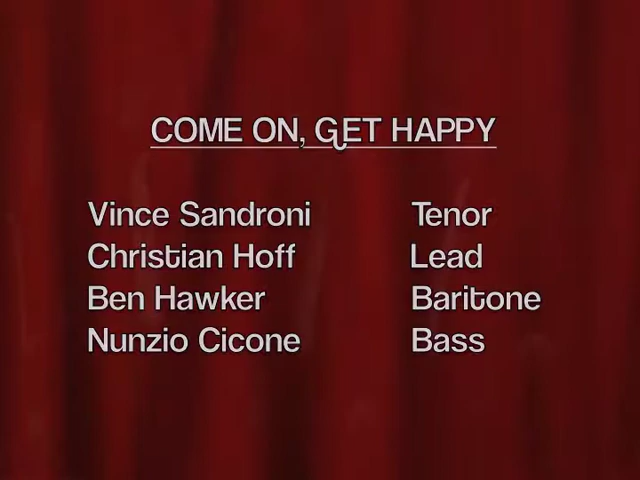 COME ON, GET HAPPY
Vince Sandroni Tenor
Christian Hoff Lead
Ben Hawker Baritone
Nunzio Cicone Bass